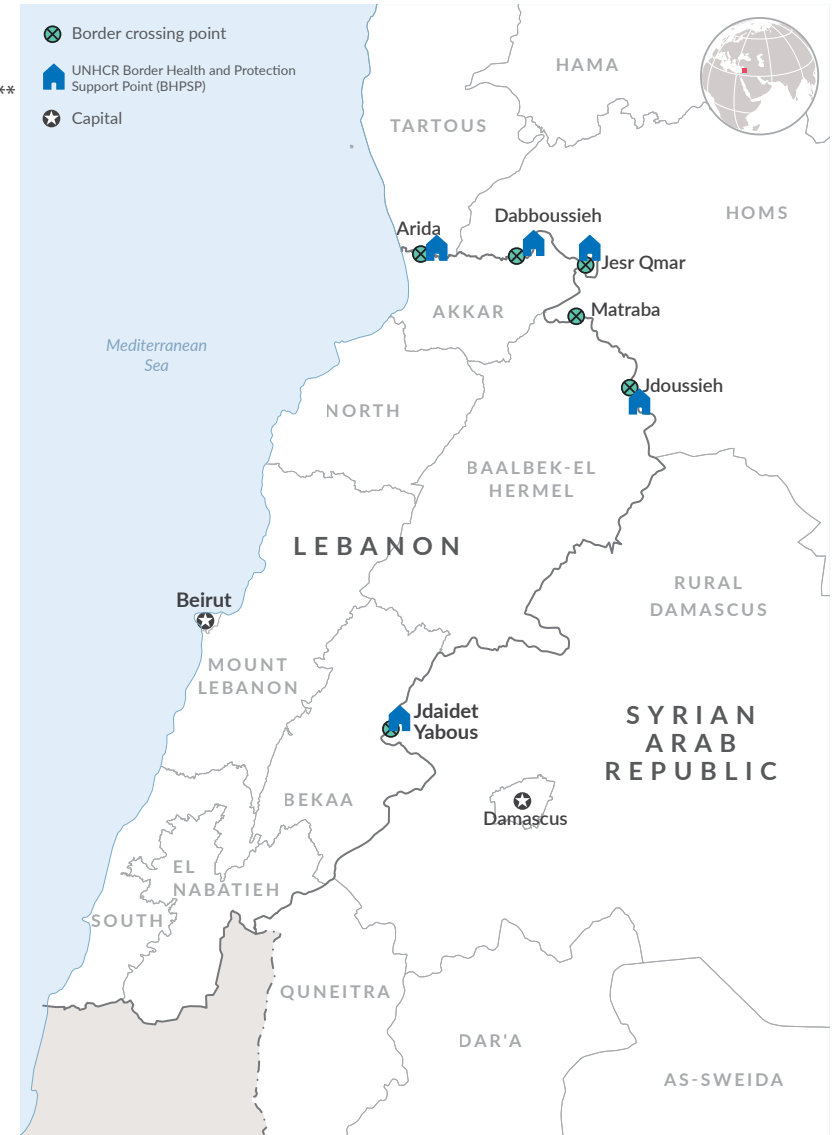 Border crossing point
UNHCR Border Health and Protection
Support Point (BHPSP)
**
Capital
HAMA
TARTOUS
HOMS
Arida
Dabboussieh
Jesr Qmar
AKKAR
Matraba
Mediterranean
Sea
Jdoussieh
NORTH
BAALBEK-EL
HERMEL
LEBANON
RURAL
DAMASCUS
Beirut
MOUNT
LEBANON
Jdaidet
Yabous
SYRIAN
ARAB
REPUBLIC
BEKAA
Damascus
EL
NABATIEH
SOUTH
QUNEITRA
DAR'A
AS-SWEIDA